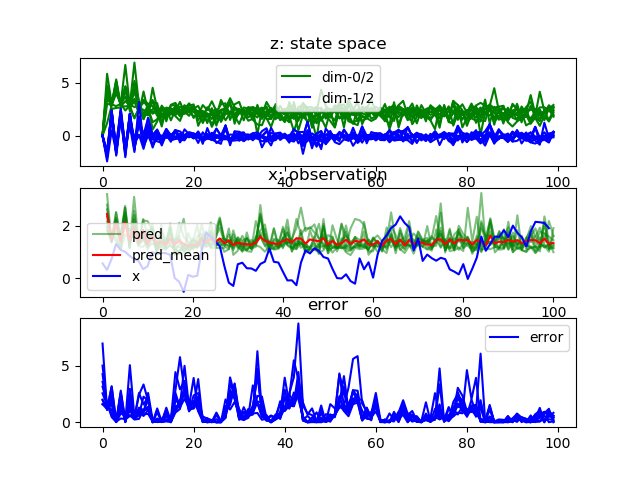 z: state space
5
0
dim-0/2
dim-1/2
0 20 40 60 80 100
x: observation
2
0
pred
pred_mean
x
0 20 40 60 80 100
error
5
0
error
0 20 40 60 80 100